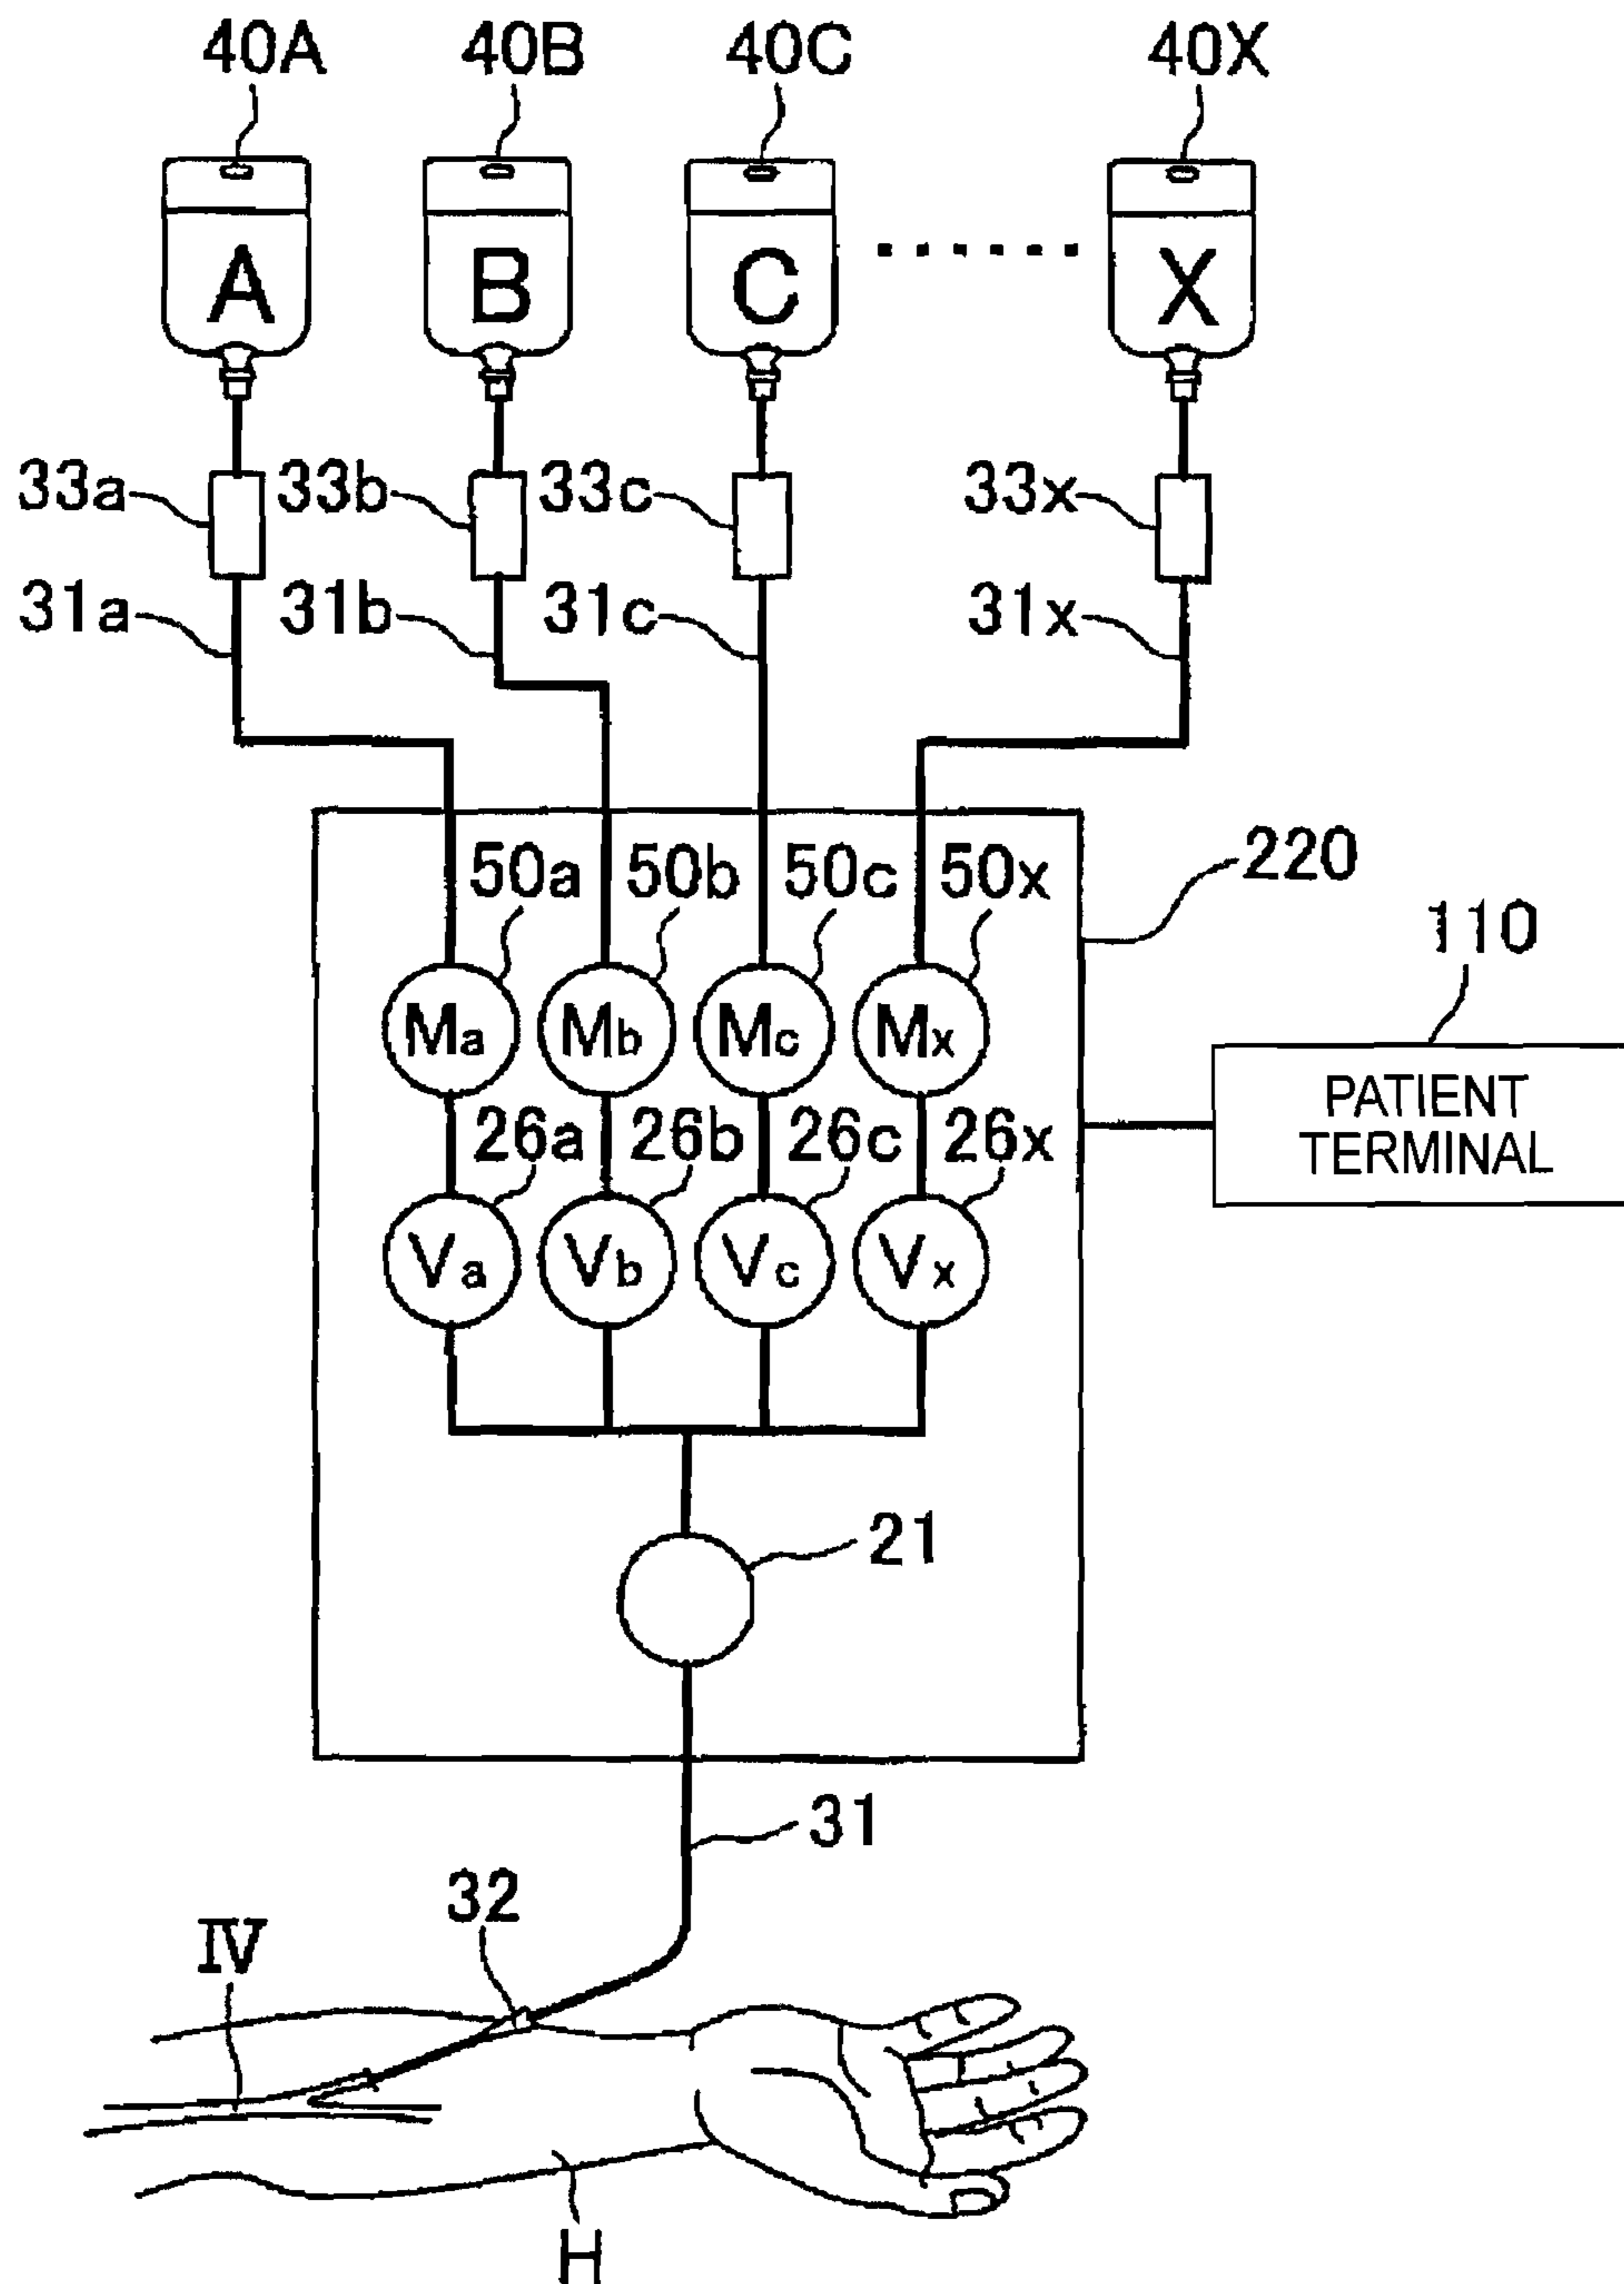 40A 40B 40C 40X
A B C ...... X
33a 33b 33c 33x
31a 31b 31c 31x
50a 50b 50c 50x
220
110
Ma Mb Mc Mx
PATIENT
TERMINAL
26a 26b 26c 26x
Va Vb Vc Vx
21
31
32
IV
H